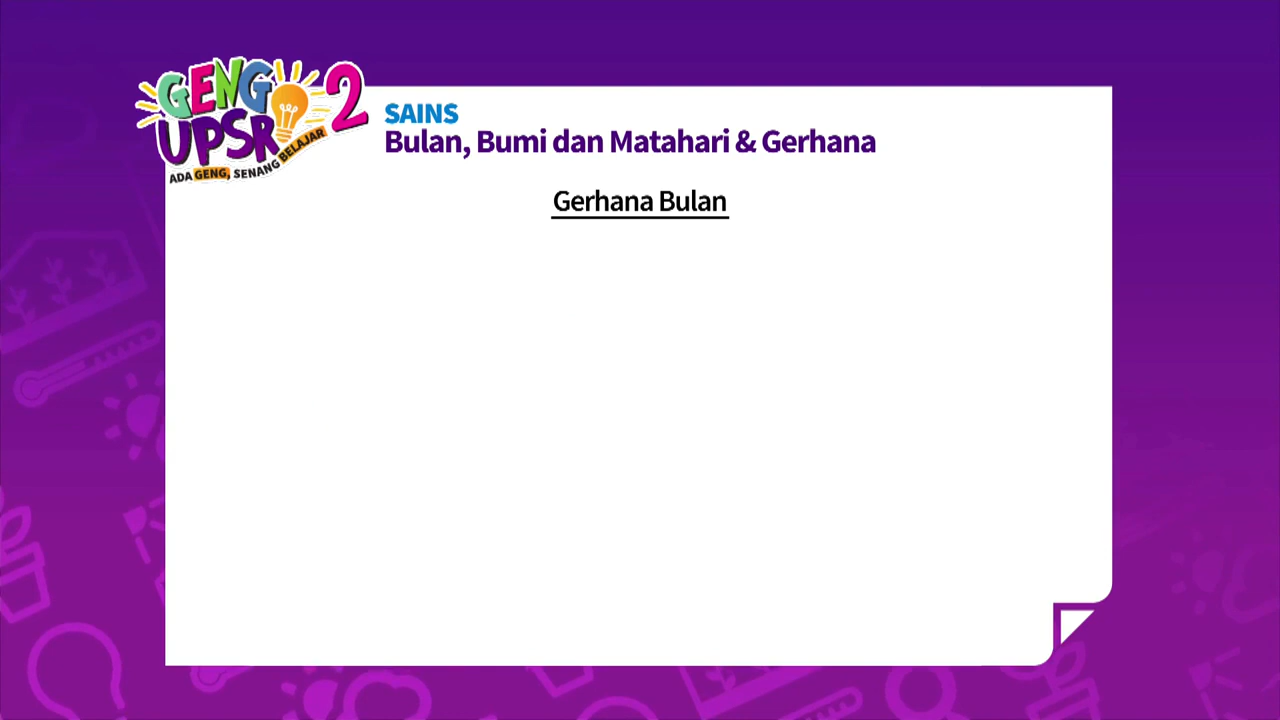 GENG
UPSR 2
ADA GENG, SENANG BELAJAR
SAINS
Bulan, Bumi dan Matahari & Gerhana
Gerhana Bulan